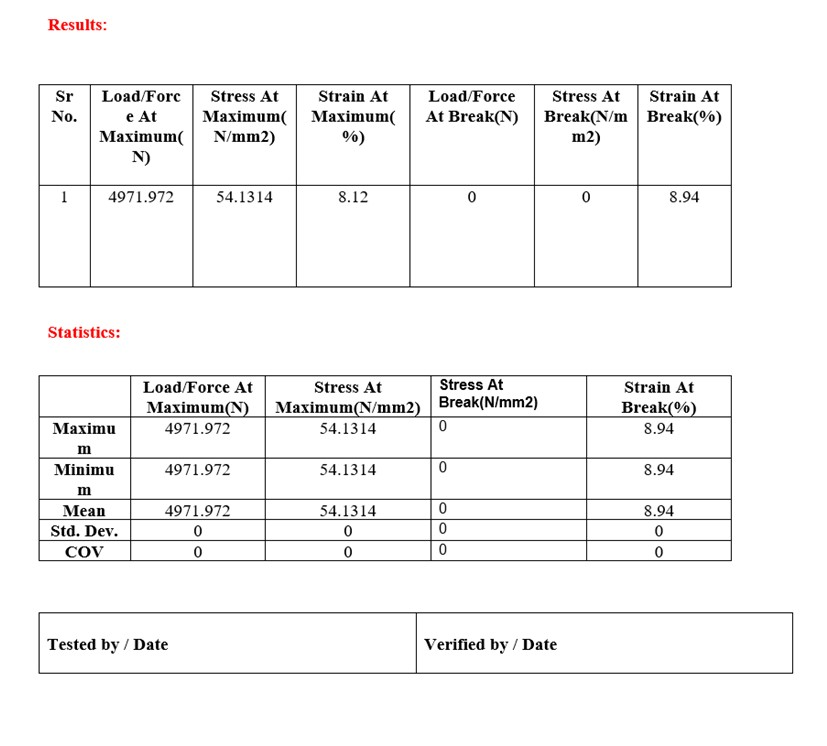 Results:
Sr No. Load/Forc e At Maximum( N) Stress At Maximum( N/mm2) Strain At Maximum( %) Load/Force At Break(N) Stress At Break(N/m m2) Strain At Break(%)
1 4971.972 54.1314 8.12 0 0 8.94
Statistics:
Load/Force At Maximum(N) Stress At Maximum(N/mm2) Stress At Break(N/mm2) Strain At Break(%)
Maximu m 4971.972 54.1314 0 8.94
Minimu m 4971.972 54.1314 0 8.94
Mean 4971.972 54.1314 0 8.94
Std. Dev. 0 0 0 0
COV 0 0 0 0
Tested by / Date Verified by / Date